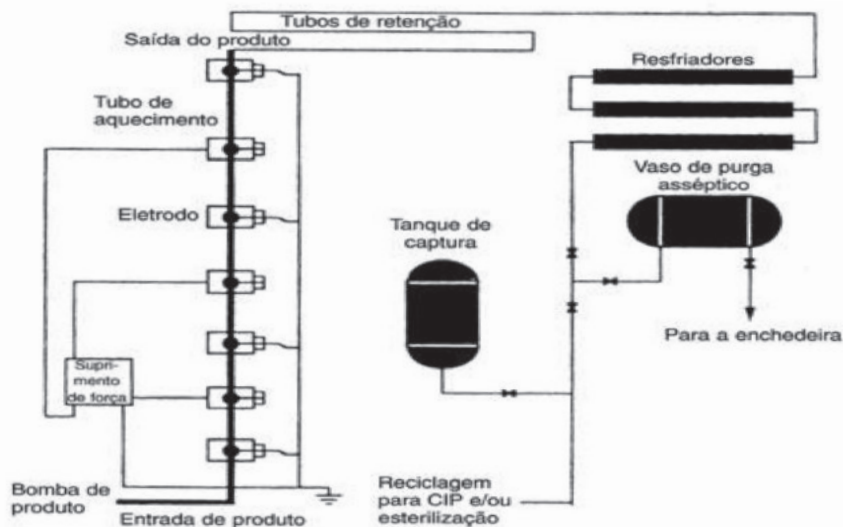 Tubos de retenção
Saída do produto
Resfriadores
Tubo de
aquecimento
Vaso de purga
asséptico
Eletrodo
Tanque de
captura
Para a enchedeira
Supri-
mento
de força
Reciclagem
para CIP e/ou
esterilização
Bomba de
produto
Entrada de produto